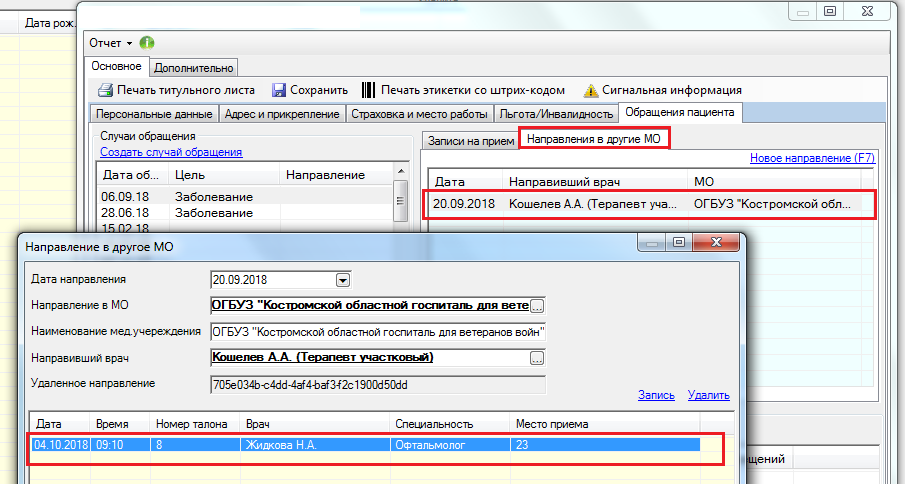 Дата рож.
Отчет
Основное Дополнительно
Печать титульного листа Сохранить Печать этикетки со штрих-кодом Сигнальная информация
Персональные данные Адрес и прикрепление Страховка и место работы Льгота/Инвалидность Обращения пациента
Случаи обращения
Создать случай обращения
Дата об... Цель Направление
06.09.18 Заболевание
28.06.18 Заболевание
15.02.18
Записи на прием Направления в другие МО
Новое направление (F7)
Дата Направивший врач МО
20.09.2018 Кошелев А.А. (Терапевт уча... ОГБУЗ "Костромской обл...
Направление в другое МО
Дата направления 20.09.2018
Направление в МО ОГБУЗ "Костромской областной госпиталь для вете ...
Наименование мед.учереждения ОГБУЗ "Костромской областной госпиталь для ветеранов войн"
Направивший врач Кошелев А.А. (Терапевт участковый) ...
Удаленное направление 705e034b-c4dd-4af4-baf3-f2c1900d50dd
Запись Удалить
Дата Время Номер талона Врач Специальность Место приема
04.10.2018 09:10 8 Жидкова Н.А. Офтальмолог 23
щений